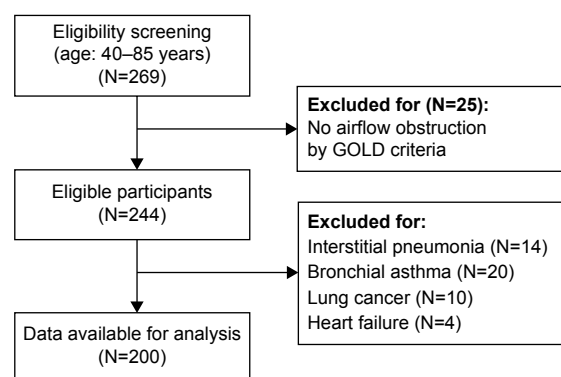 Eligibility screening
(age: 40–85 years)
(N=269)
Excluded for (N=25):
No airflow obstruction
by GOLD criteria
Eligible participants
(N=244)
Excluded for:
Interstitial pneumonia (N=14)
Bronchial asthma (N=20)
Lung cancer (N=10)
Heart failure (N=4)
Data available for analysis
(N=200)